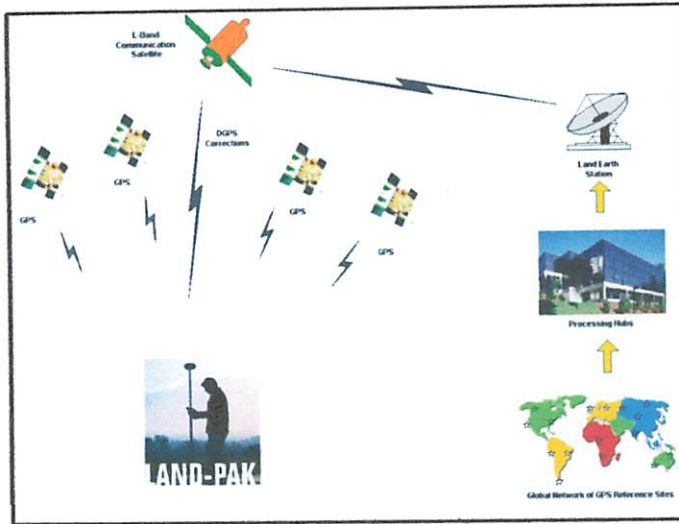 L-Band
Communication
Satellite
DGPS
Corrections
GPS
GPS
GPS
GPS
Land Earth
Station
Processing Hubs
LAND-PAK
Global Network of GPS Reference Sites